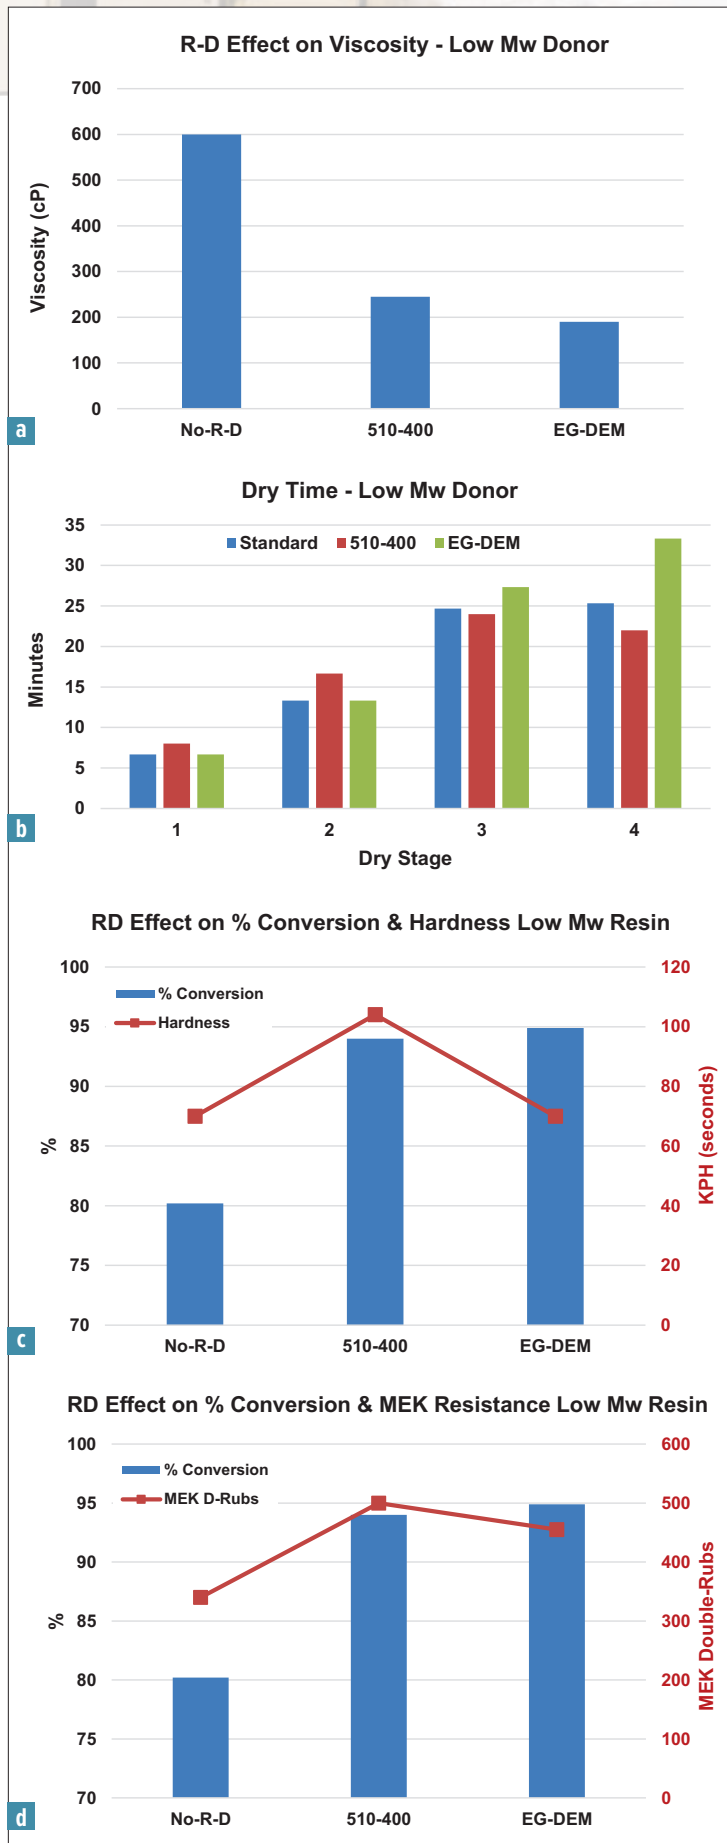 R-D Effect on Viscosity - Low Mw Donor
700
600
500
400
300
200
100
0
Viscosity (cP)
No-R-D 510-400 EG-DEM
a
Dry Time - Low Mw Donor
35
30
25
20
15
10
5
0
Minutes
Standard 510-400 EG-DEM
1 2 3 4
Dry Stage
b
RD Effect on % Conversion & Hardness Low Mw Resin
100
95
90
85
80
75
70
%
% Conversion
Hardness
120
100
80
60
40
20
0
KPH (seconds)
No-R-D 510-400 EG-DEM
c
RD Effect on % Conversion & MEK Resistance Low Mw Resin
100
95
90
85
80
75
70
%
% Conversion
MEK D-Rubs
600
500
400
300
200
100
0
MEK Double-Rubs
No-R-D 510-400 EG-DEM
d